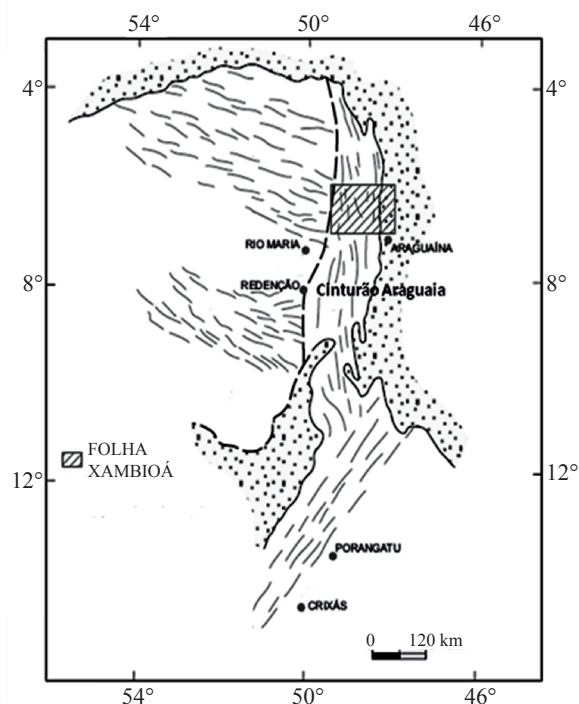 54° 50° 46°
4° 4°
RIO MARIA
ARAGUAÍNA
8° 8°
REDENÇÃO
Cinturão Araguaia
FOLHA
XAMBIOÁ
12° 12°
PORANGATU
CRIXÁS
0 120 km
54° 50° 46°